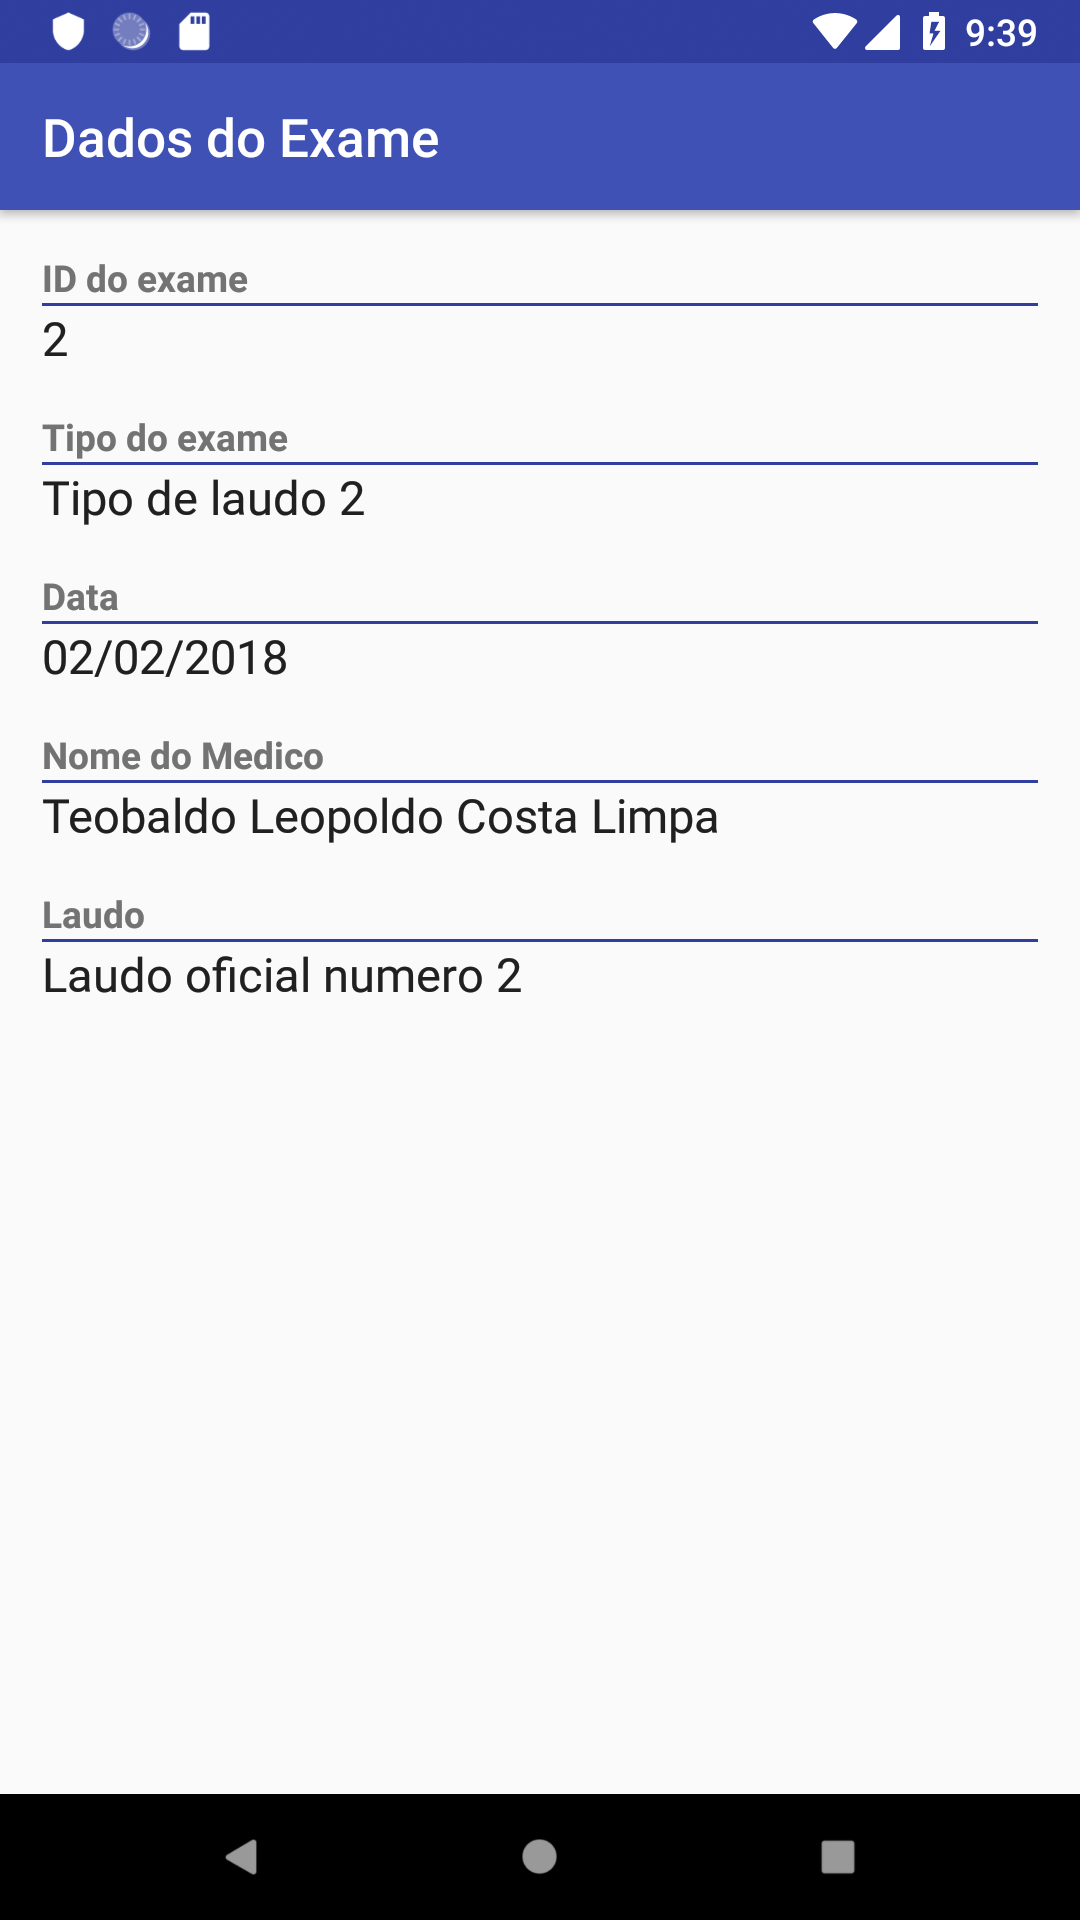 9:39
Dados do Exame
ID do exame
2
Tipo do exame
Tipo de laudo 2
Data
02/02/2018
Nome do Medico
Teobaldo Leopoldo Costa Limpa
Laudo
Laudo oficial numero 2